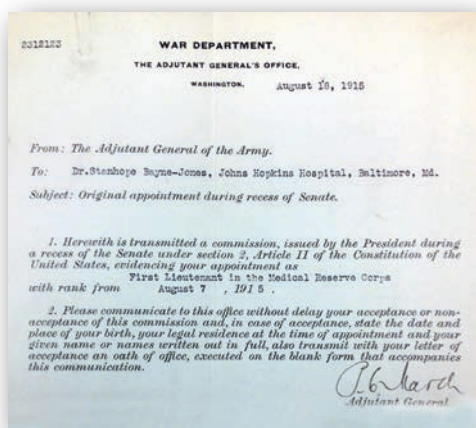 2312123
WAR DEPARTMENT,
THE ADJUTANT GENERAL'S OFFICE,
WASHINGTON.
August 16, 1915
From: The Adjutant General of the Army.
To: Dr.Stanhope Bayne-Jones, Johns Hopkins Hospital, Baltimore, Md.
Subject: Original appointment during recess of Senate.
1. Herewith is transmitted a commission, issued by the President during
a recess of the Senate under section 2, Article II of the Constitution of the
United States, evidencing your appointment as
First Lieutenant in the Medical Reserve Corps
with rank from August 7 , 1915 .
2. Please communicate to this office without delay your acceptance or non-
acceptance of this commission and, in case of acceptance, state the date and
place of your birth, your legal residence at the time of appointment and your
given name or names written out in full, also transmit with your letter of
acceptance an oath of office, executed on the blank form that accompanies
this communication.
P.C. March
Adjutant General